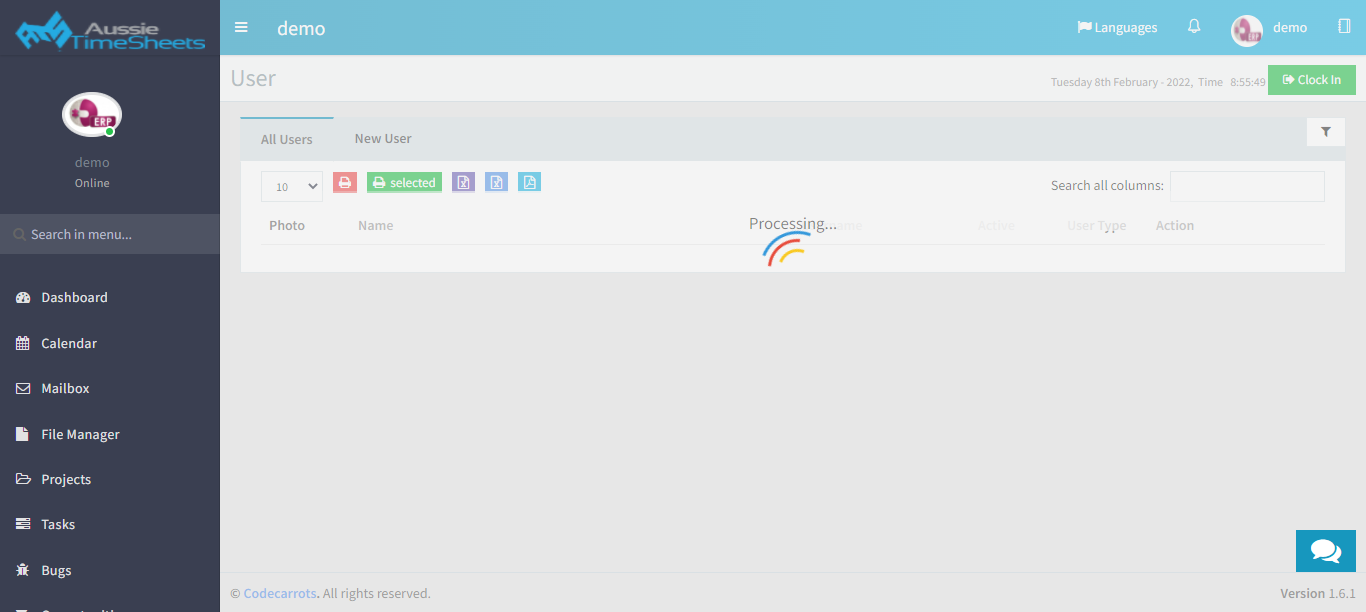 Aussie
TimeSheets
demo
Languages
demo
ERP
demo
Online
Search in menu...
Dashboard
Calendar
Mailbox
File Manager
Projects
Tasks
Bugs
User
Tuesday 8th February - 2022, Time 8:55:49
Clock In
All Users
New User
10
selected
Search all columns:
Photo
Name
Processing...
Active
User Type
Action
© Codecarrots. All rights reserved.
Version 1.6.1